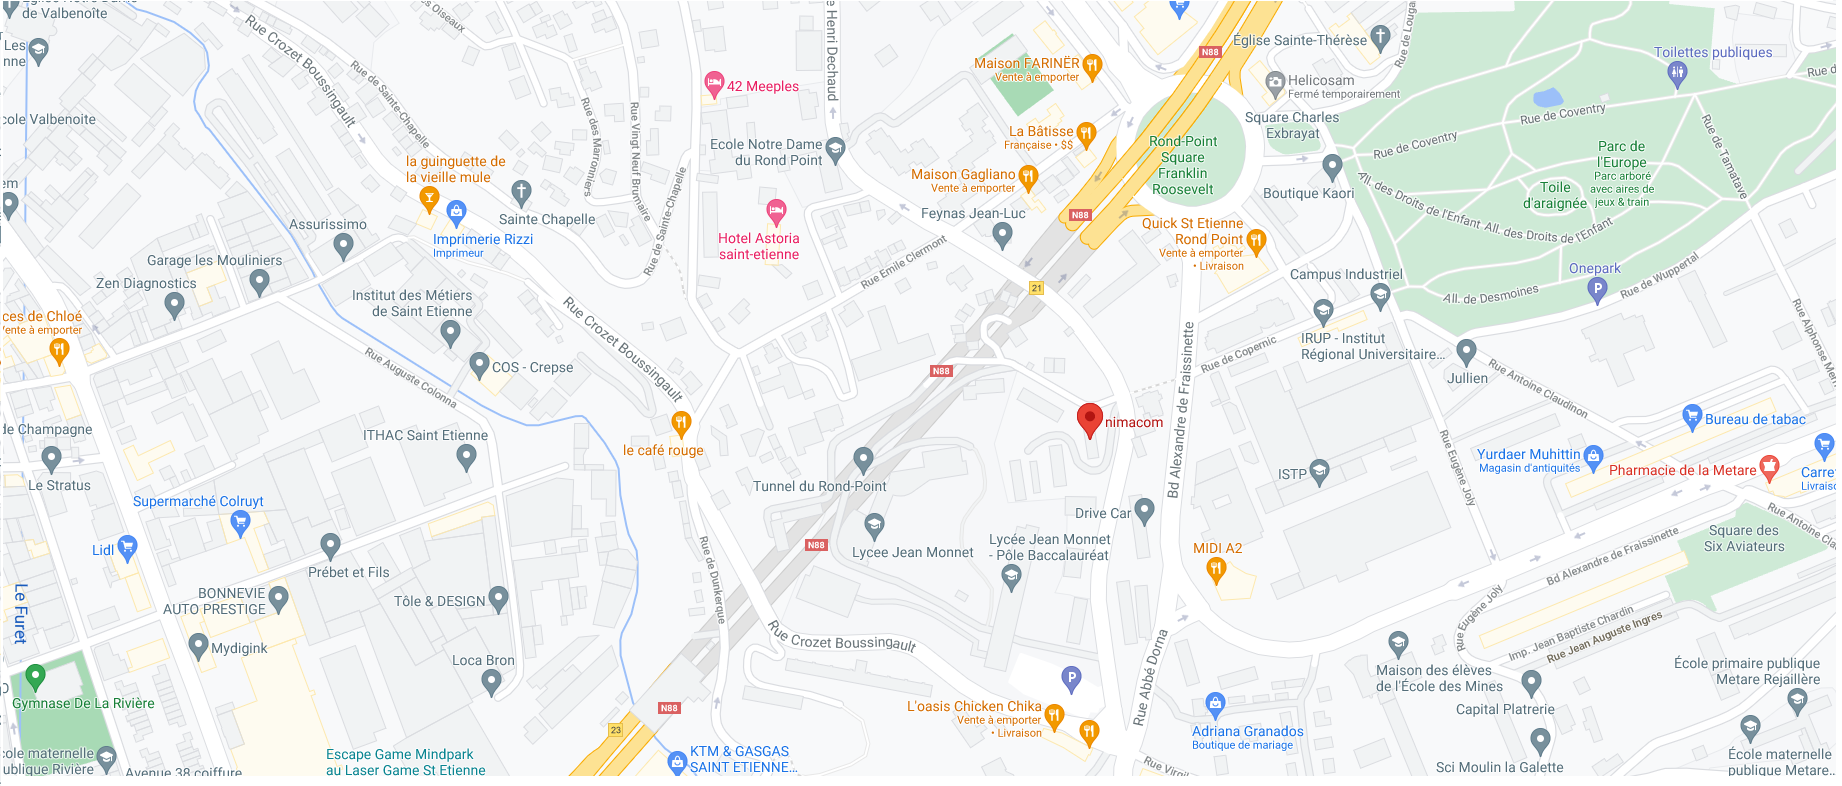 de Valbenoîte
Les
nne
cole Valbenoite
Rue Crozet Boussingault
Rue de Sainte-Chapelle
Oiseaux
Rue des Marronniers
Rue Vingt Neuf Brumaire
Rue de Sainte-Chapelle
42 Meeples
e Henri Dechaud
Ecole Notre Dame
du Rond Point
Maison FARINËR
Vente à emporter
La Bâtisse
Française • $$
Maison Gagliano
Vente à emporter
Feynas Jean-Luc
N88
N88
Église Sainte-Thérèse
Rue de Louga
Helicosam
Fermé temporairement
Square Charles
Exbrayat
Rond-Point
Square
Franklin
Roosevelt
Boutique Kaori
Toilettes publiques
Rue d
Rue de Coventry
Rue de Coventry
Rue de Tamatave
Parc de
l'Europe
Parc arboré
avec aires de
jeux & train
Toile
d'araignée
All. des Droits de l'Enfant
All. des Droits de l'Enfant
Onepark
Rue de Wuppertal
All. de Desmoines
Rue Alphonse Mer
la guinguette de
la vieille mule
Sainte Chapelle
Imprimerie Rizzi
Imprimeur
Assurissimo
Garage les Mouliniers
Zen Diagnostics
Institut des Métiers
de Saint Etienne
Hotel Astoria
saint-etienne
Rue Emile Clermont
21
Quick St Etienne
Rond Point
Vente à emporter
• Livraison
Campus Industriel
IRUP - Institut
Régional Universitaire...
Jullien
Rue de Copernic
Rue Antoine Claudinon
Bureau de tabac
ces de Chloé
Vente à emporter
Rue Auguste Colonna
COS - Crepse
Rue Crozet Boussingault
N88
nimacom
Bd Alexandre de Fraissinette
Rue Eugène Joly
Yurdaer Muhittin
Magasin d'antiquités
Pharmacie de la Metare
Carre
Livrais
le café rouge
ITHAC Saint Etienne
de Champagne
Le Stratus
Tunnel du Rond-Point
ISTP
Drive Car
Supermarché Colruyt
Lidl
Prébet et Fils
Lycee Jean Monnet
N88
Lycée Jean Monnet
- Pôle Baccalauréat
MIDI A2
Square des
Six Aviateurs
Rue Antoine Cla
Bd Alexandre de Fraissinette
Le Furet
BONNEVIE
AUTO PRESTIGE
Tôle & DESIGN
Rue de Dunkerque
Mydigink
Loca Bron
Rue Crozet Boussingault
Rue Abbé Dorna
Rue Eugène Joly
Imp. Jean Baptiste Chardin
Rue Jean Auguste Ingres
Maison des élèves
de l'École des Mines
École primaire publique
Metare Rejaillère
Gymnase De La Rivière
L'oasis Chicken Chika
Vente à emporter
• Livraison
Adriana Granados
Boutique de mariage
Capital Platrerie
N88
23
cole maternelle
ublique Rivière
Avenue 38 coiffure
Escape Game Mindpark
au Laser Game St Etienne
KTM & GASGAS
SAINT ETIENNE...
Rue Virgil
Sci Moulin la Galette
École maternelle
publique Metare...